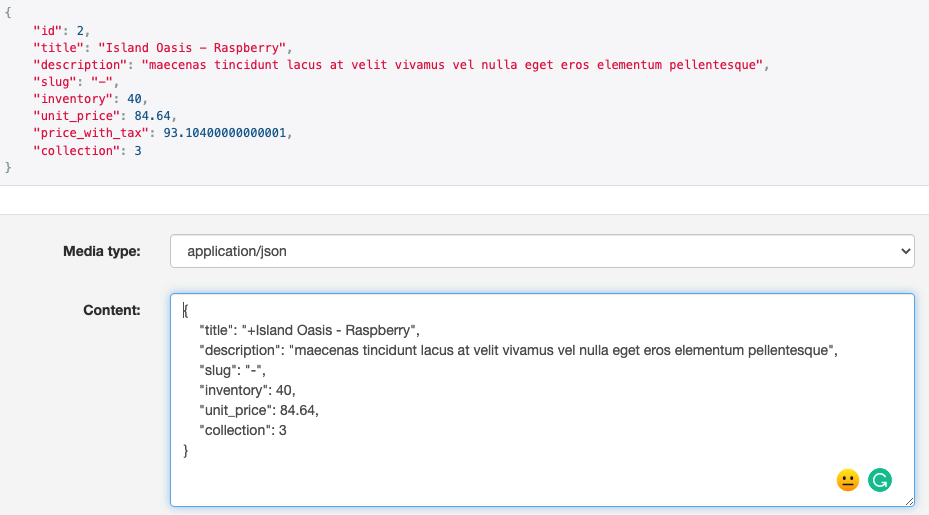 {
    "id": 2,
    "title": "Island Oasis – Raspberry",
    "description": "maecenas tincidunt lacus at velit vivamus vel nulla eget eros elementum pellentesque",
    "slug": "-",
    "inventory": 40,
    "unit_price": 84.64,
    "price_with_tax": 93.10400000000001,
    "collection": 3
}
Media type:
application/json
Content:
{
    "title": "+Island Oasis - Raspberry",
    "description": "maecenas tincidunt lacus at velit vivamus vel nulla eget eros elementum pellentesque",
    "slug": "-",
    "inventory": 40,
    "unit_price": 84.64,
    "collection": 3
}